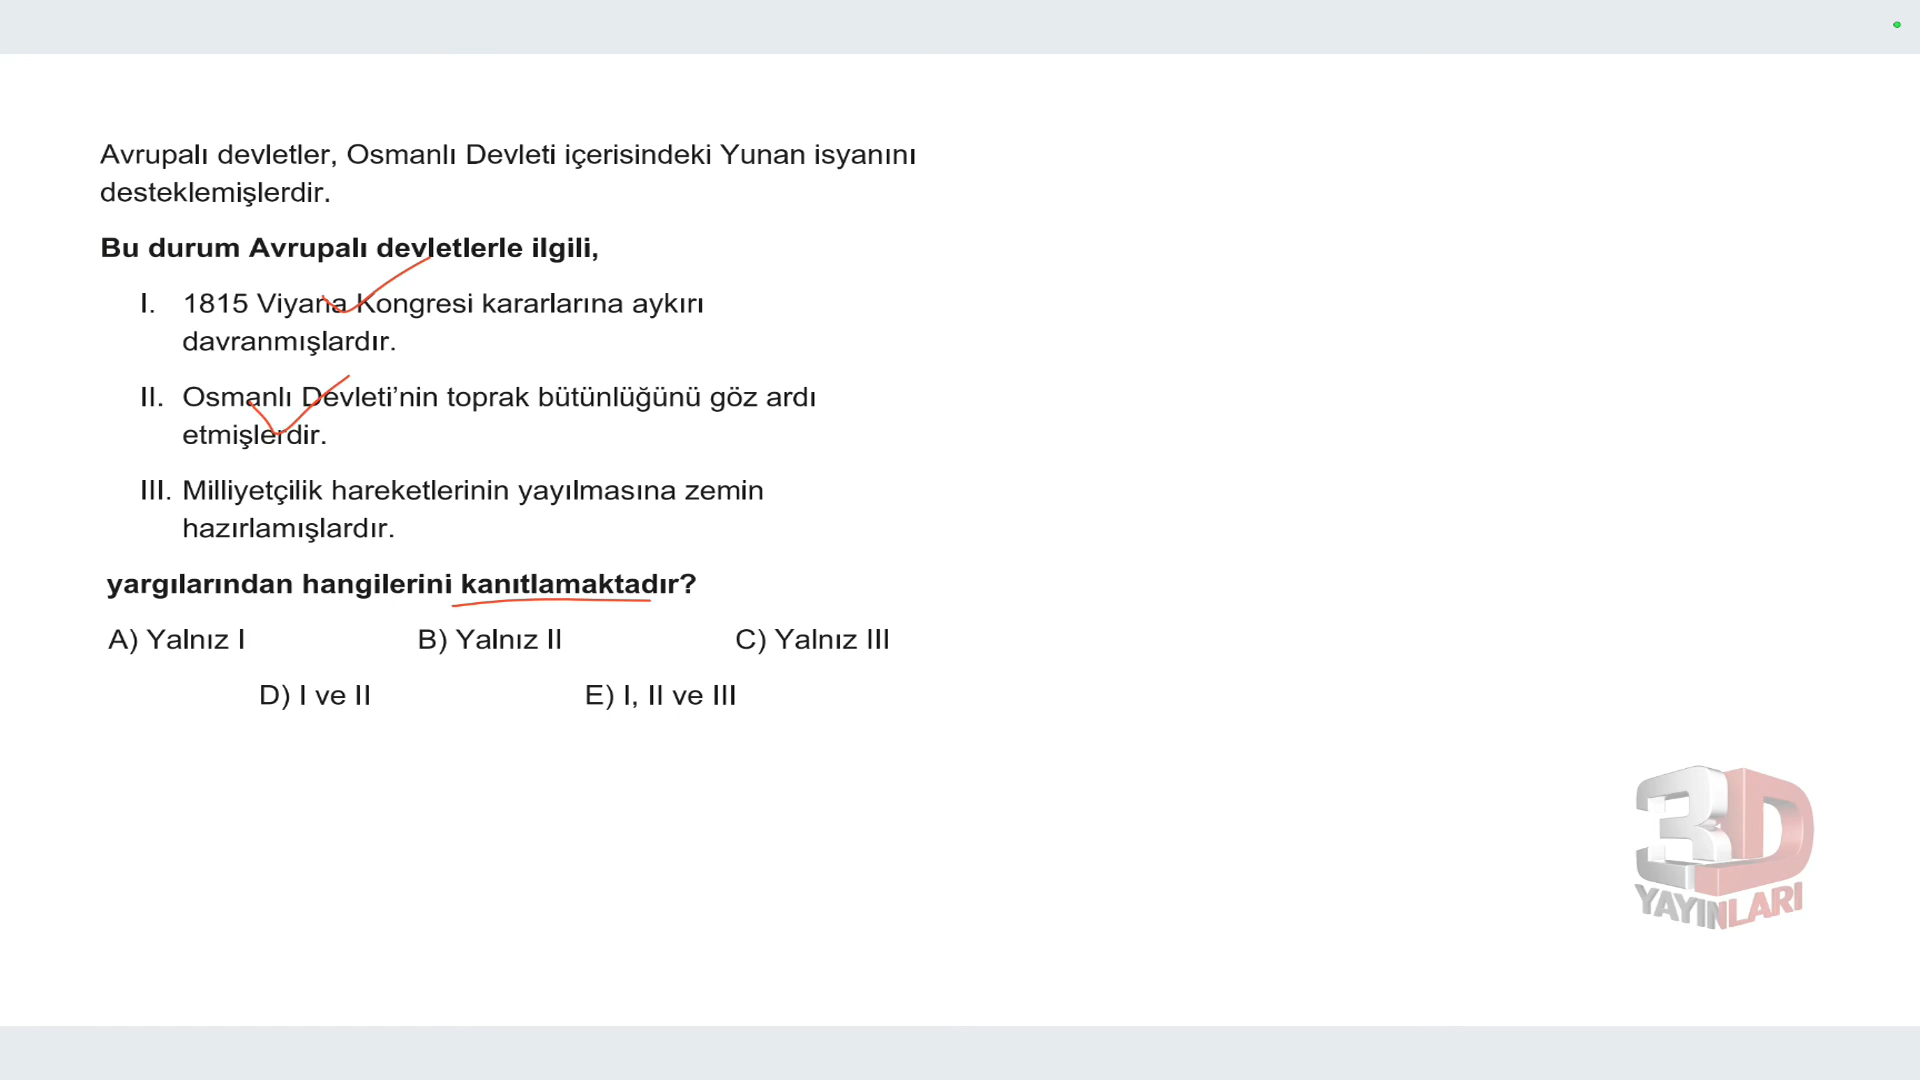 Avrupalı devletler, Osmanlı Devleti içerisindeki Yunan isyanını
desteklemişlerdir.
Bu durum Avrupalı devletlerle ilgili,
I. 1815 Viyana Kongresi kararlarına aykırı
davranmışlardır.
II. Osmanlı Devleti’nin toprak bütünlüğünü göz ardı
etmişlerdir.
III. Milliyetçilik hareketlerinin yayılmasına zemin
hazırlamışlardır.
yargılarından hangilerini kanıtlamaktadır?
A) Yalnız I B) Yalnız II C) Yalnız III
D) I ve II E) I, II ve III
3D
YAYINLARI